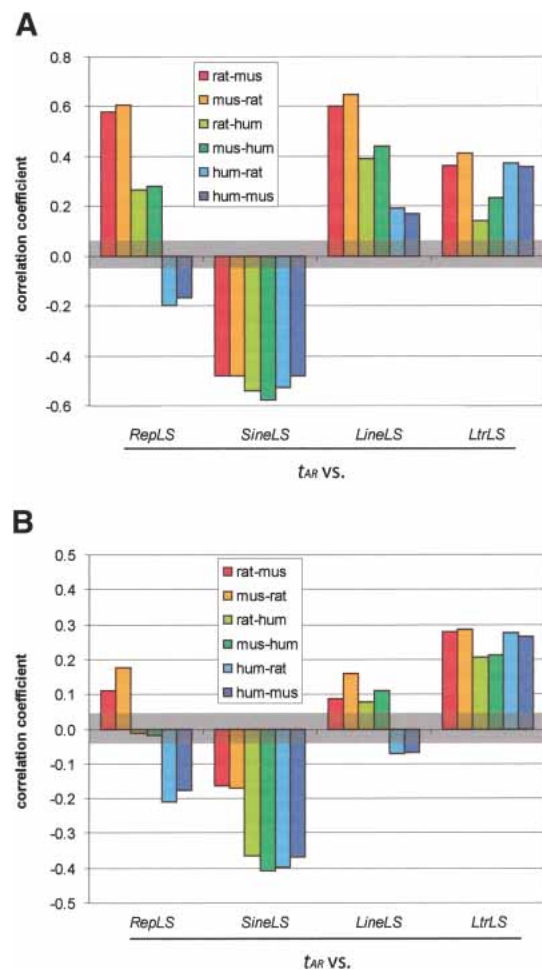 A
0.8
0.6
0.4
0.2
0.0
-0.2
-0.4
-0.6
correlation coefficient
rat-mus
mus-rat
rat-hum
mus-hum
hum-rat
hum-mus
RepLS SineLS LineLS LtrLS
tAR vs.
B
0.5
0.4
0.3
0.2
0.1
0.0
-0.1
-0.2
-0.3
-0.4
-0.5
correlation coefficient
rat-mus
mus-rat
rat-hum
mus-hum
hum-rat
hum-mus
RepLS SineLS LineLS LtrLS
tAR vs.